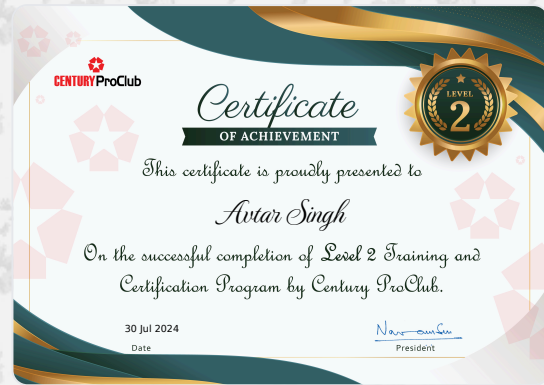 CENTURY ProClub
Certificate
OF ACHIEVEMENT
LEVEL
2
This certificate is proudly presented to
Avtar Singh
On the successful completion of Level 2 Training and
Certification Program by Century ProClub.
30 Jul 2024
Date
President